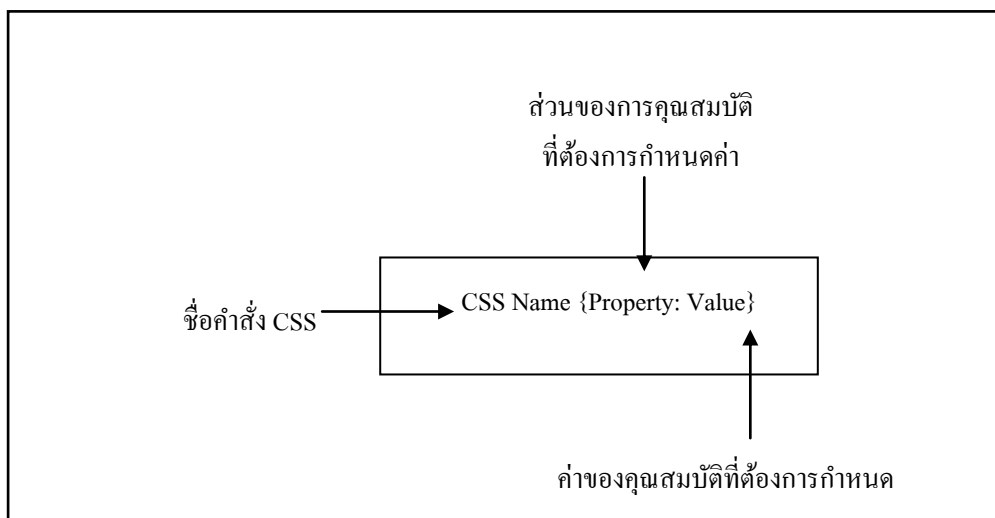 ส่วนของการคุณสมบัติ
ที่ต้องการกำหนดค่า
CSS Name {Property: Value}
ชื่อคำสั่ง CSS
ค่าของคุณสมบัติที่ต้องการกำหนด